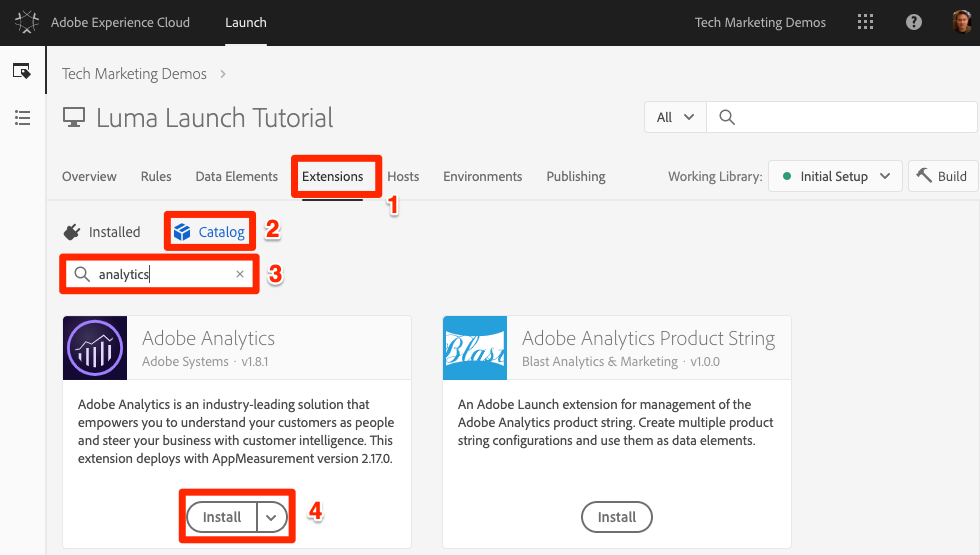 Adobe Experience Cloud
Launch
Tech Marketing Demos
Tech Marketing Demos
Luma Launch Tutorial
All
Overview
Rules
Data Elements
Extensions
Hosts
Environments
Publishing
Working Library:
Initial Setup
Build
1
Installed
Catalog
2
analytics
3
Adobe Analytics
Adobe Systems · v1.8.1
Adobe Analytics is an industry-leading solution that
empowers you to understand your customers as people
and steer your business with customer intelligence. This
extension deploys with AppMeasurement version 2.17.0.
Install
4
Blast
Adobe Analytics Product String
Blast Analytics & Marketing · v1.0.0
An Adobe Launch extension for management of the
Adobe Analytics product string. Create multiple product
string configurations and use them as data elements.
Install